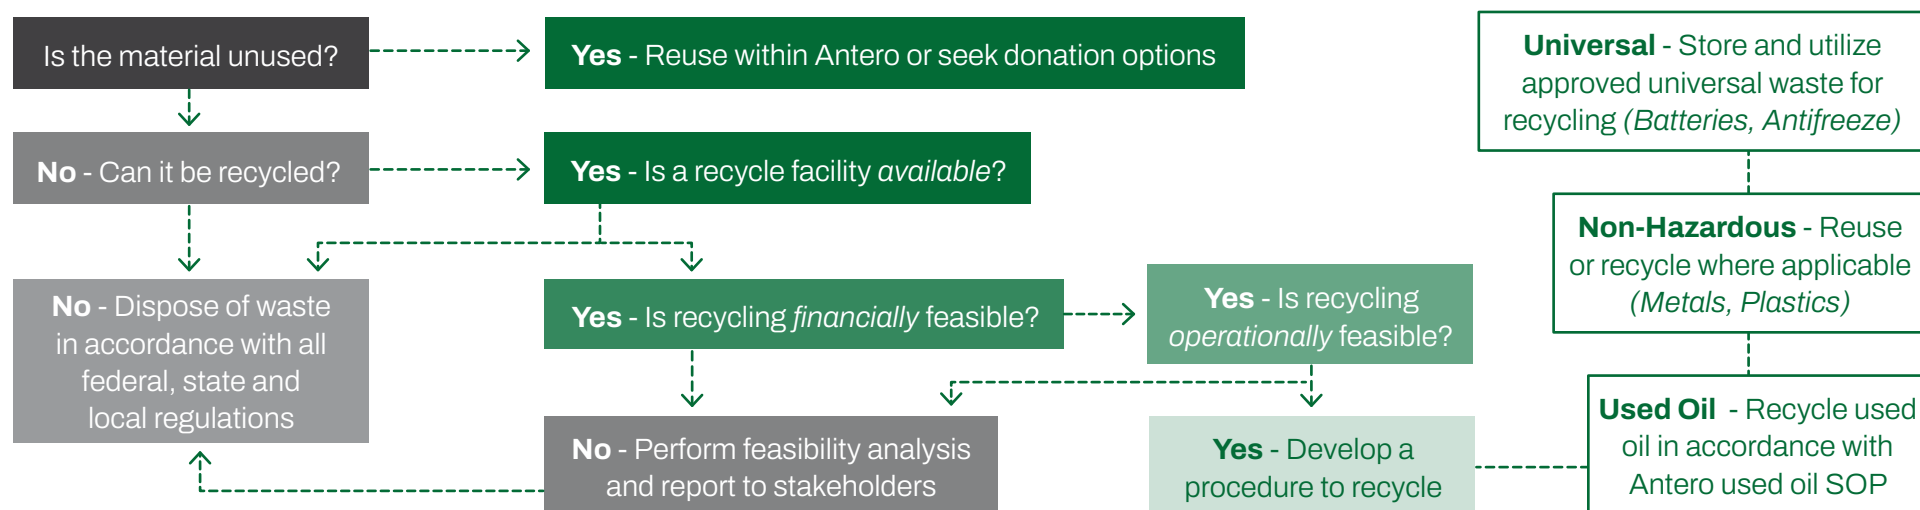 Is the material unused?
Yes - Reuse within Antero or seek donation options
No - Can it be recycled?
Yes - Is a recycle facility available?
No - Dispose of waste
in accordance with all
federal, state and
local regulations
Yes - Is recycling financially feasible?
Yes - Is recycling
operationally feasible?
No - Perform feasibility analysis
and report to stakeholders
Yes - Develop a
procedure to recycle
Universal - Store and utilize
approved universal waste for
recycling (Batteries, Antifreeze)
Non-Hazardous - Reuse
or recycle where applicable
(Metals, Plastics)
Used Oil - Recycle used
oil in accordance with
Antero used oil SOP